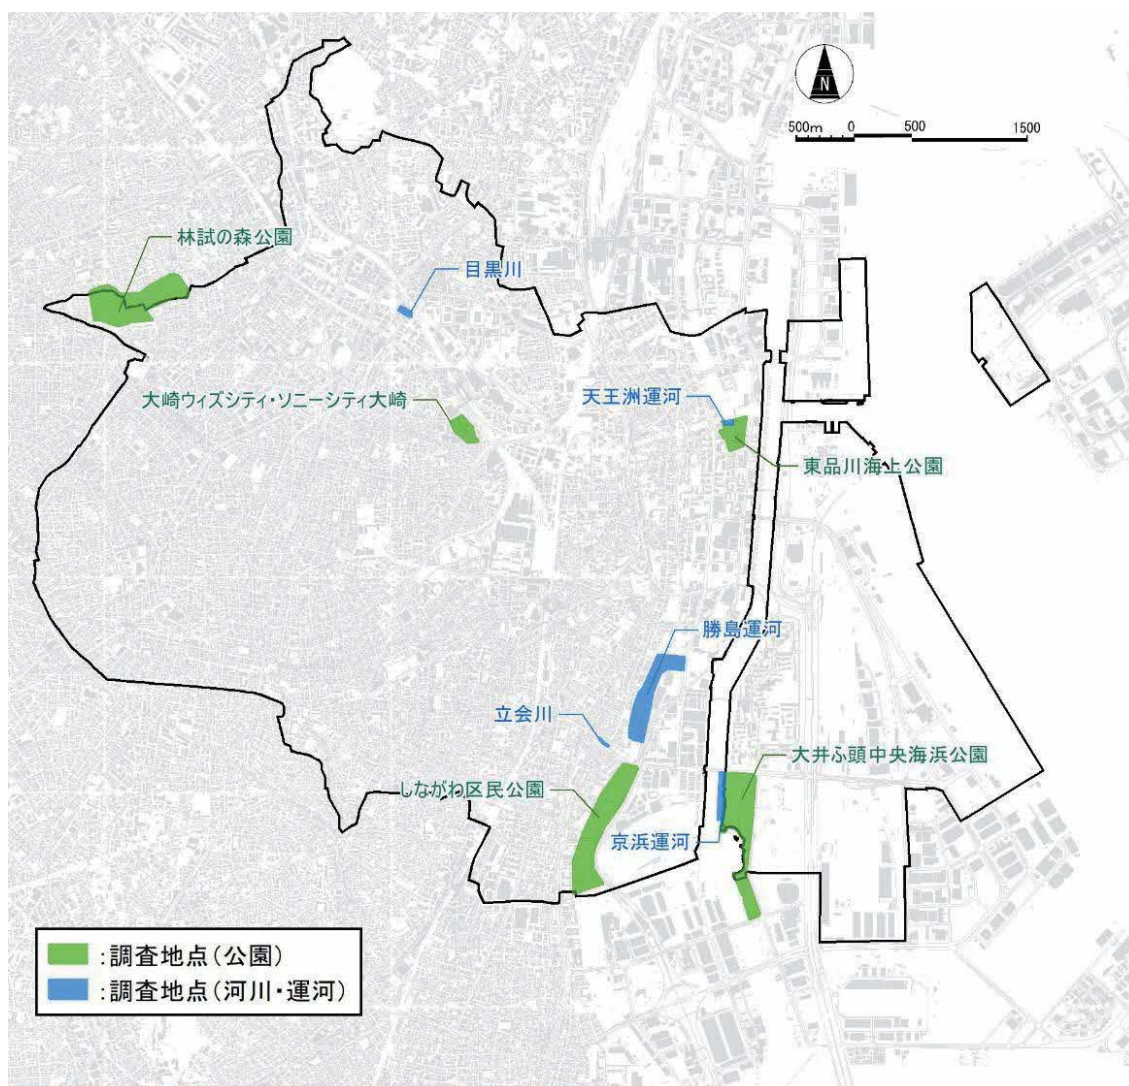 N
500m 0 500 1500
林試の森公園
目黒川
大崎ウィズシティ・ソニーシティ大崎
天王洲運河
東品川海上公園
勝島運河
立会川
大井ふ頭中央海浜公園
しながわ区民公園
京浜運河
:調査地点(公園)
:調査地点(河川・運河)